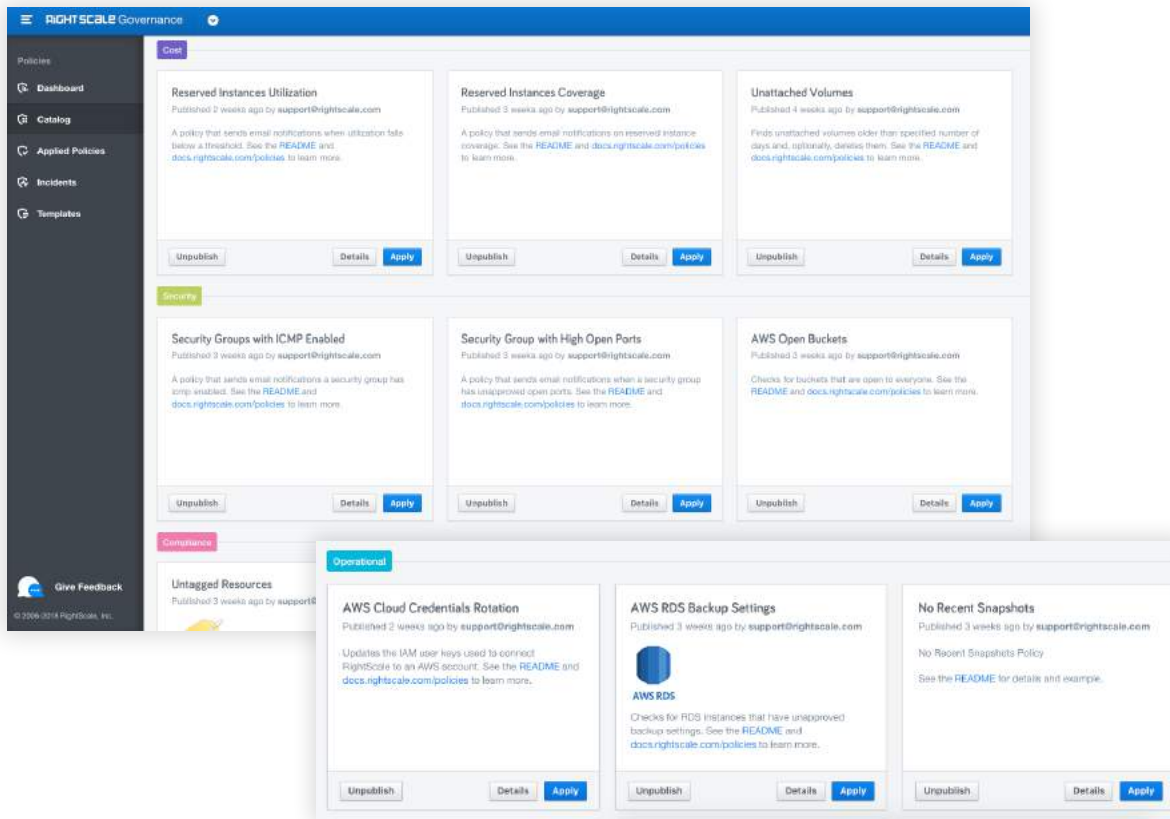 RIGHTSCALE Governance
Policies
Dashboard
Catalog
Applied Policies
Incidents
Templates
Give Feedback
© 2006-2018 RightScale, Inc.
Cost
Reserved Instances Utilization
Published 2 weeks ago by support@rightscale.com
A policy that sends email notifications when utilization falls
below a threshold. See the README and
docs.rightscale.com/policies to learn more.
Unpublish
Details
Apply
Reserved Instances Coverage
Published 3 weeks ago by support@rightscale.com
A policy that sends email notifications on reserved instance
coverage. See the README and docs.rightscale.com/policies
to learn more.
Unpublish
Details
Apply
Unattached Volumes
Published 4 weeks ago by support@rightscale.com
Finds unattached volumes older than specified number of
days and, optionally, deletes them. See the README and
docs.rightscale.com/policies to learn more.
Unpublish
Details
Apply
Security
Security Groups with ICMP Enabled
Published 3 weeks ago by support@rightscale.com
A policy that sends email notifications a security group has
icmp enabled. See the README and
docs.rightscale.com/policies to learn more.
Unpublish
Details
Apply
Security Group with High Open Ports
Published 3 weeks ago by support@rightscale.com
A policy that sends email notifications when a security group
has unapproved open ports. See the README and
docs.rightscale.com/policies to learn more.
Unpublish
Details
Apply
AWS Open Buckets
Published 3 weeks ago by support@rightscale.com
Checks for buckets that are open to everyone. See the
README and docs.rightscale.com/policies to learn more.
Unpublish
Details
Apply
Compliance
Untagged Resources
Published 3 weeks ago by support@
Operational
AWS Cloud Credentials Rotation
Published 2 weeks ago by support@rightscale.com
Updates the IAM user keys used to connect
RightScale to an AWS account. See the README and
docs.rightscale.com/policies to learn more.
Unpublish
Details
Apply
AWS RDS Backup Settings
Published 3 weeks ago by support@rightscale.com
AWS RDS
Checks for RDS instances that have unapproved
backup settings. See the README and
docs.rightscale.com/policies to learn more.
Unpublish
Details
Apply
No Recent Snapshots
Published 3 weeks ago by support@rightscale.com
No Recent Snapshots Policy
See the README for details and example.
Unpublish
Details
Apply